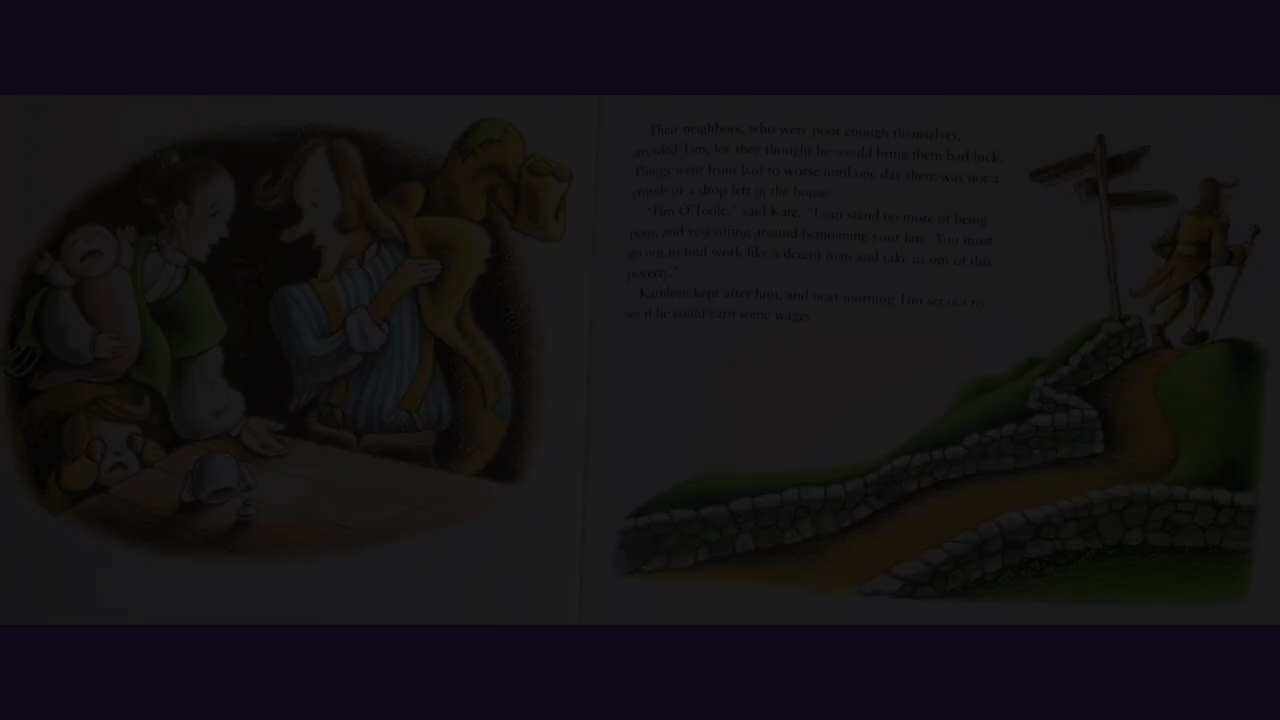 Their neighbors, who were poor enough themselves,
avoided Tim, for they thought he would bring them bad luck.
Things went from bad to worse until one day there was not a
crumb or a drop left in the house.
"Tim O'Toole," said Kate, "I can stand no more of being
poor, and you sitting around bemoaning your fate. You must
go out to find work like a decent man and take us out of this
poverty."
Kathleen kept after him, and next morning Tim set out to
see if he could earn some wages.